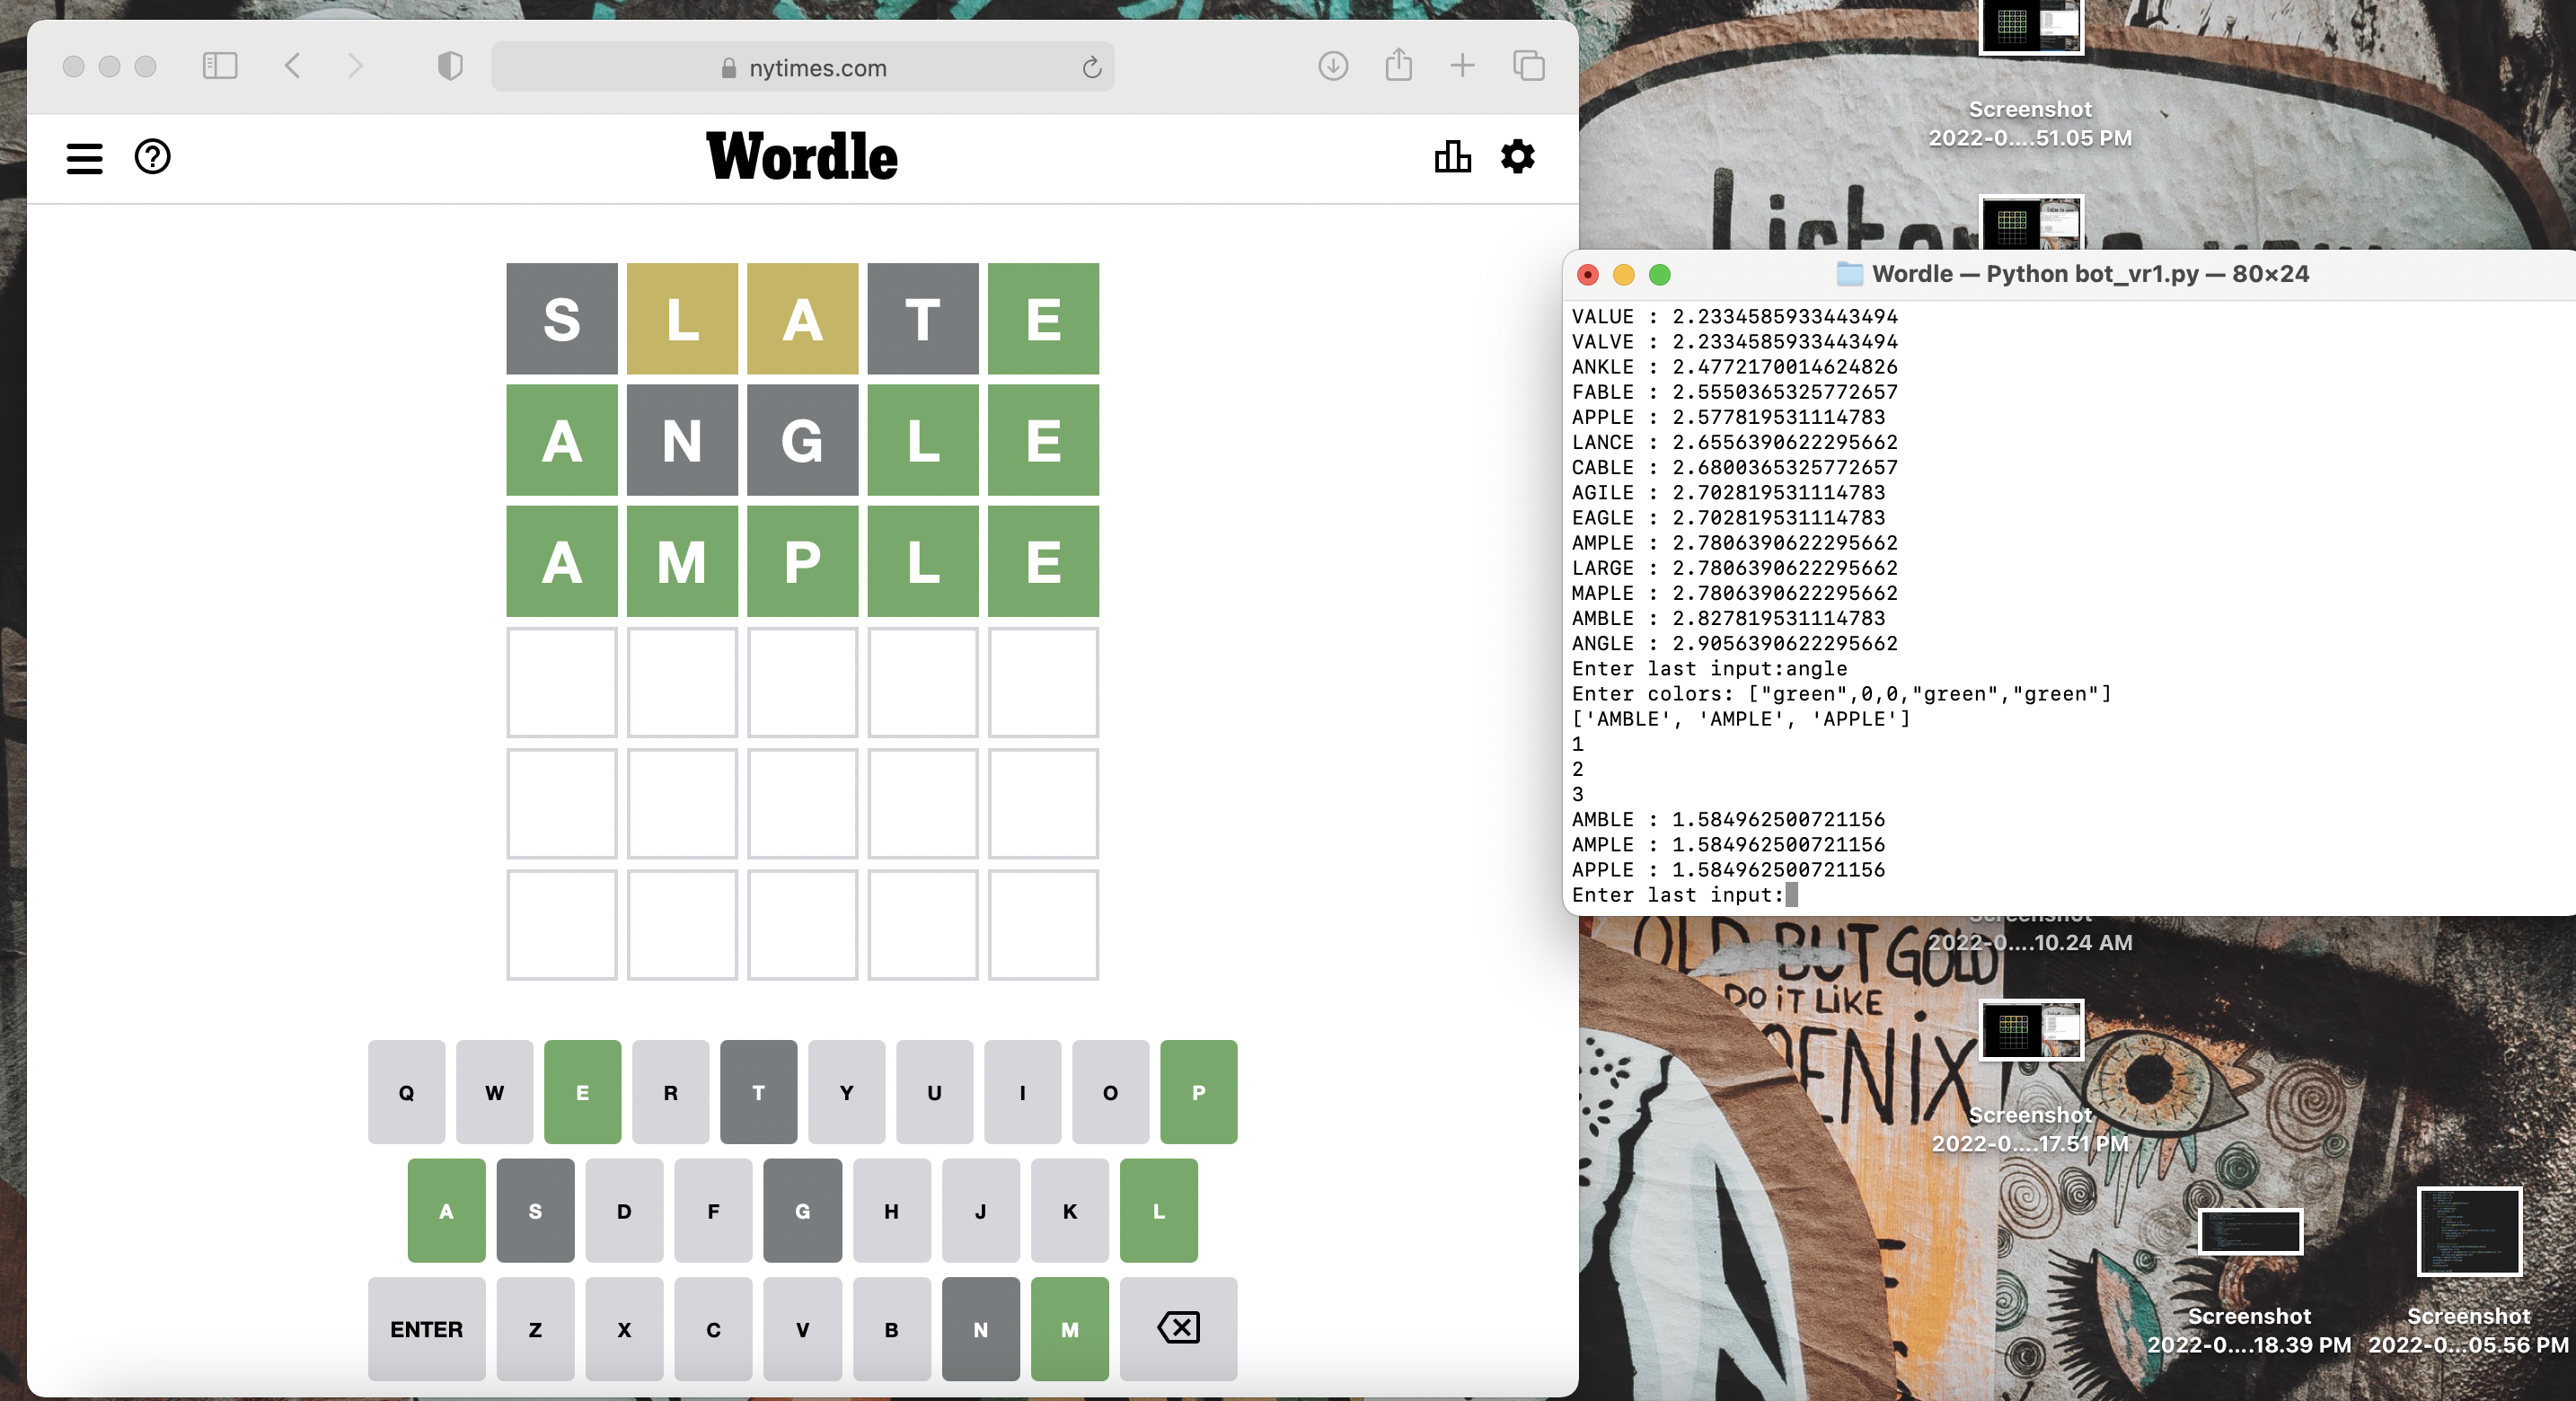 nytimes.com
Wordle
S L A T E
A N G L E
A M P L E
Q W E R T Y U I O P
A S D F G H J K L
ENTER Z X C V B N M
Screenshot
2022-0....51.05 PM
Wordle — Python bot_vr1.py — 80×24
VALUE : 2.2334585933443494
VALVE : 2.2334585933443494
ANKLE : 2.4772170014624826
FABLE : 2.5550365325772657
APPLE : 2.577819531114783
LANCE : 2.6556390622295662
CABLE : 2.6800365325772657
AGILE : 2.702819531114783
EAGLE : 2.702819531114783
AMPLE : 2.7806390622295662
LARGE : 2.7806390622295662
MAPLE : 2.7806390622295662
AMBLE : 2.827819531114783
ANGLE : 2.9056390622295662
Enter last input:angle
Enter colors: ["green",0,0,"green","green"]
['AMBLE', 'AMPLE', 'APPLE']
1
2
3
AMBLE : 1.584962500721156
AMPLE : 1.584962500721156
APPLE : 1.584962500721156
Enter last input:
Screenshot
2022-0....10.24 AM
OLD BUT GOLD
DO iT LiKE
Screenshot
2022-0....17.51 PM
Screenshot
2022-0....18.39 PM
Screenshot
2022-0...05.56 PM